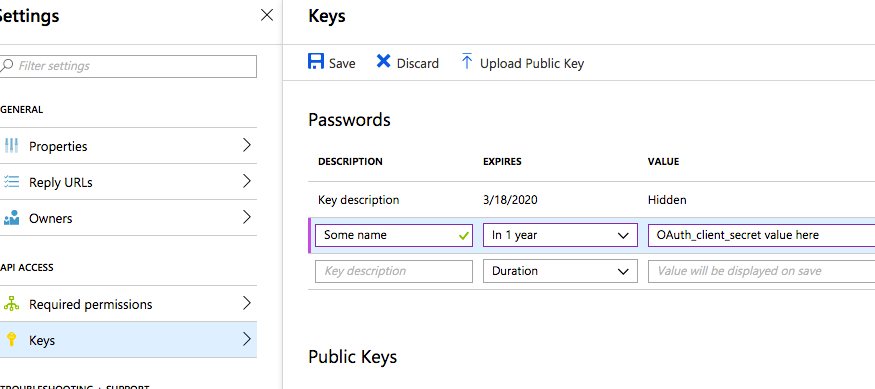 Settings
Filter settings
GENERAL
Properties
Reply URLs
Owners
API ACCESS
Required permissions
Keys
TROUBLESHOOTING + SUPPORT
Keys
Save Discard Upload Public Key
Passwords
DESCRIPTION EXPIRES VALUE
Key description 3/18/2020 Hidden
Some name In 1 year OAuth_client_secret value here
Key description Duration Value will be displayed on save
Public Keys